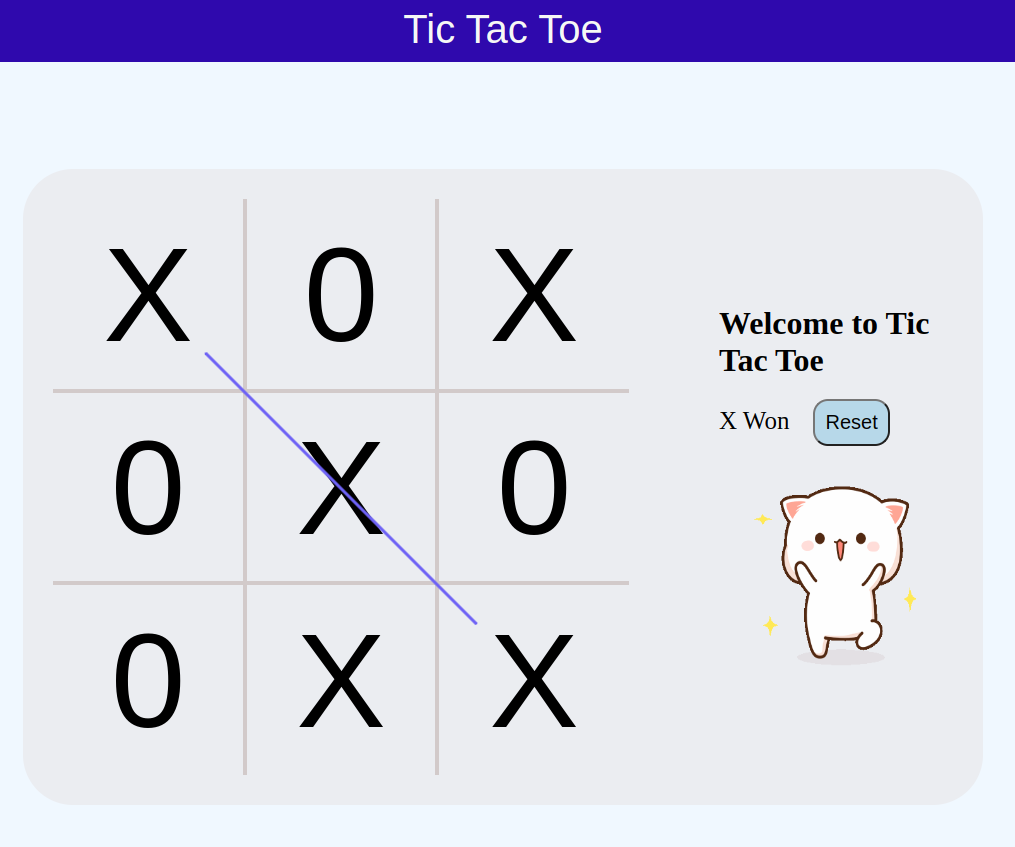 Tic Tac Toe
X 0 X
Welcome to Tic
Tac Toe
X Won Reset
0 X 0
0 X X